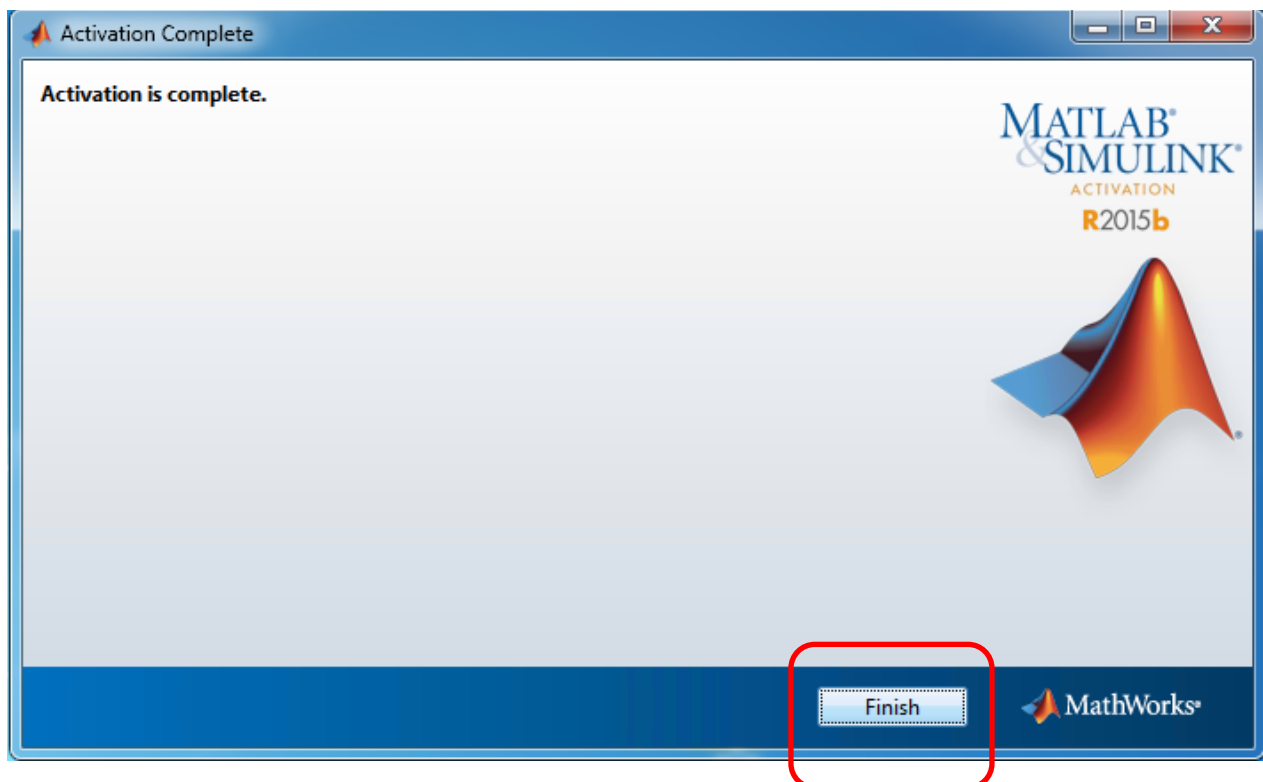 Activation Complete
Activation is complete.
MATLAB®
&SIMULINK®
ACTIVATION
R2015b
®
Finish
MathWorks®